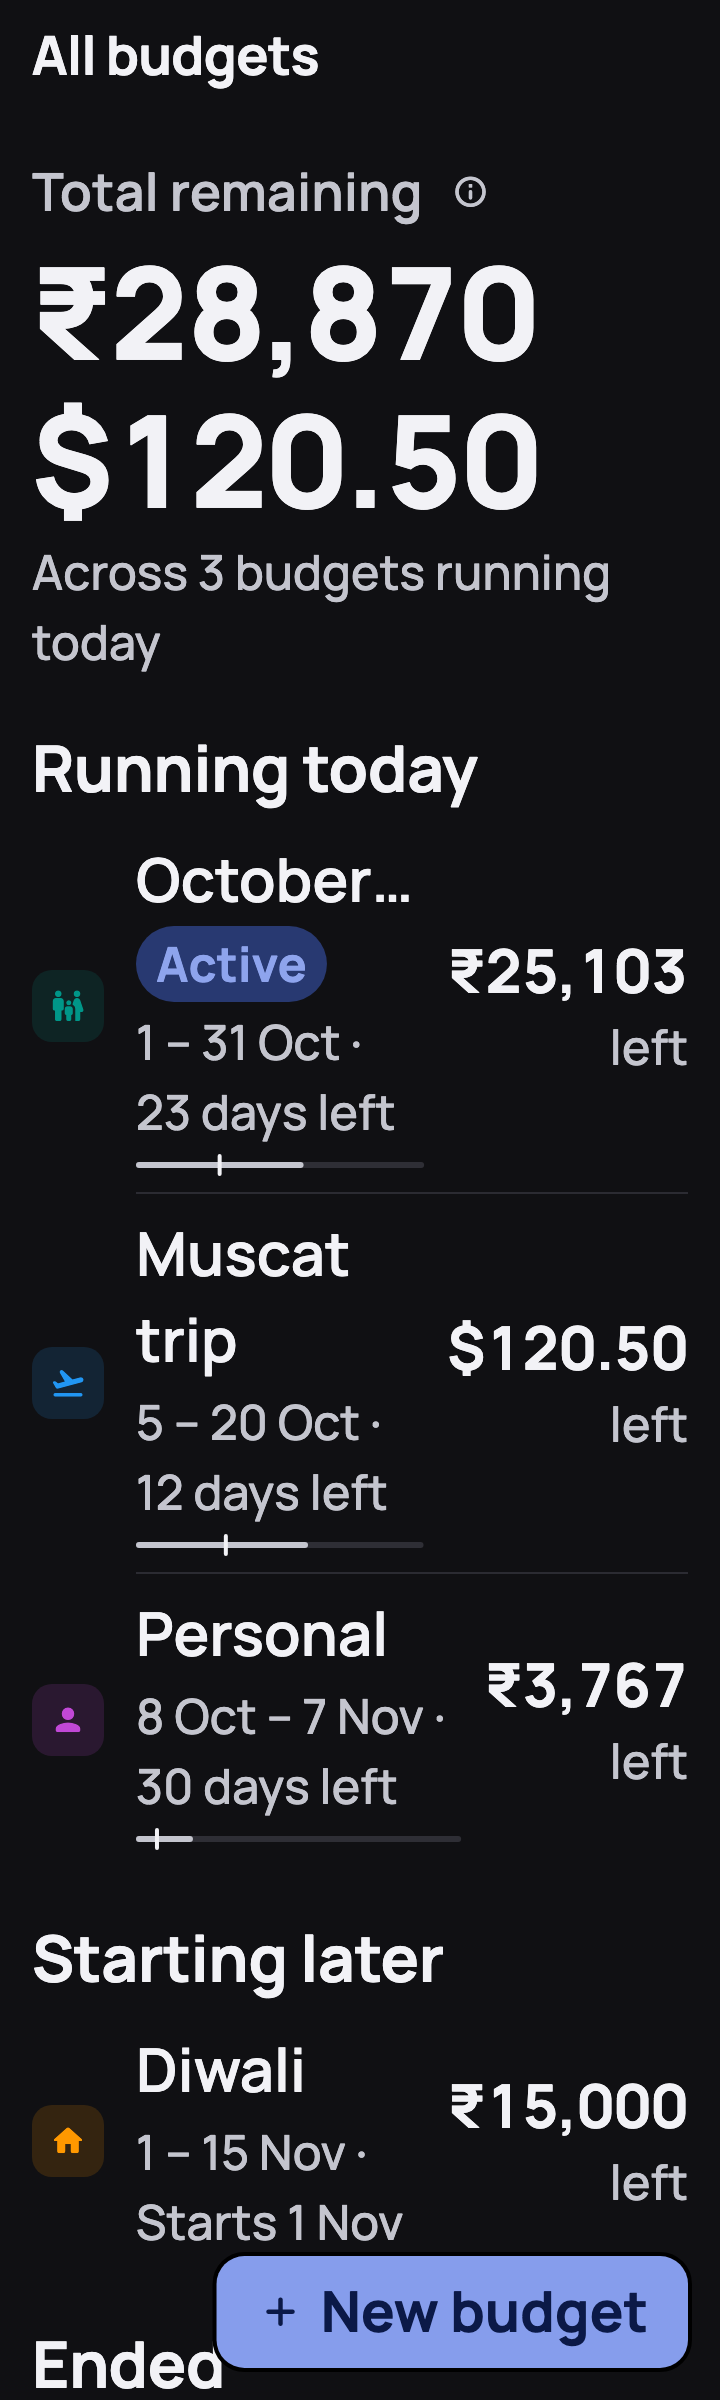 All budgets
Total remaining
₹28,870
$120.50
Across 3 budgets running
today
Running today
October…
Active
₹25,103
left
1 – 31 Oct ·
23 days left
Muscat
trip
$120.50
left
5 – 20 Oct ·
12 days left
Personal
₹3,767
left
8 Oct – 7 Nov ·
30 days left
Starting later
Diwali
₹15,000
left
1 – 15 Nov ·
Starts 1 Nov
+ New budget
Ended